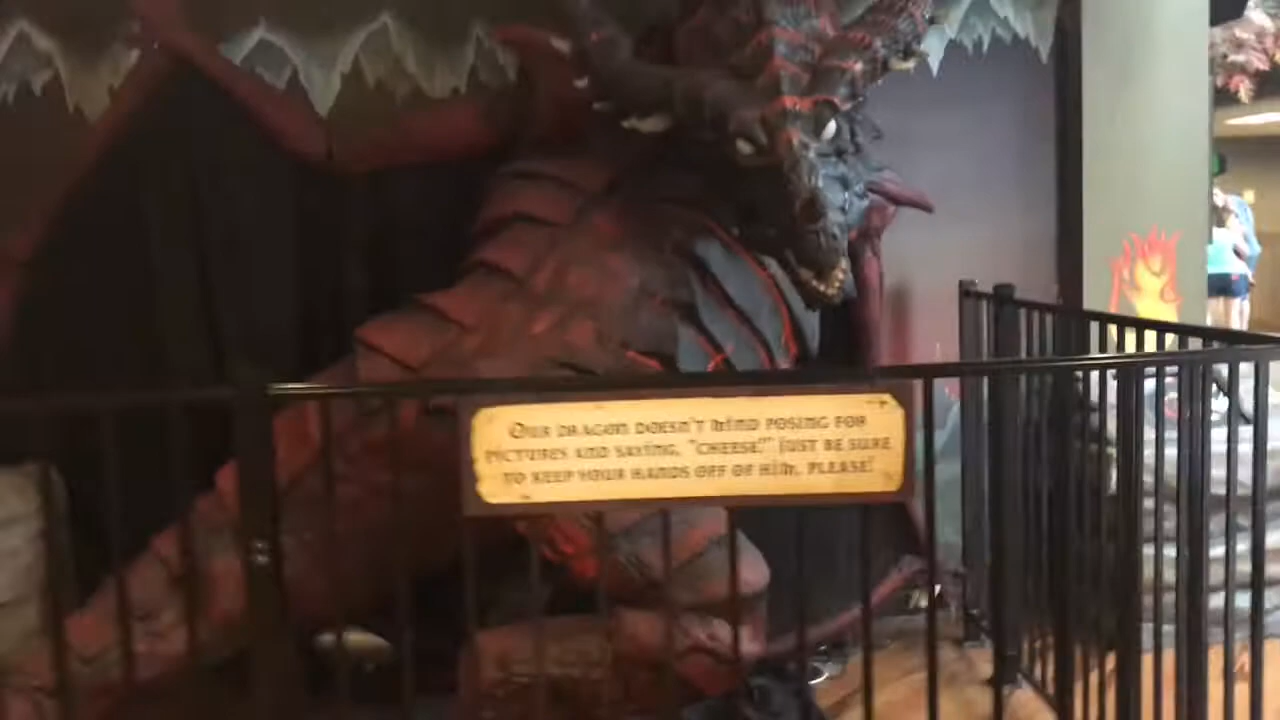 OUR DRAGON DOESN'T MIND POSING FOR
PICTURES AND SAYING, "CHEESE!" JUST BE SURE
TO KEEP YOUR HANDS OFF OF HIM, PLEASE!